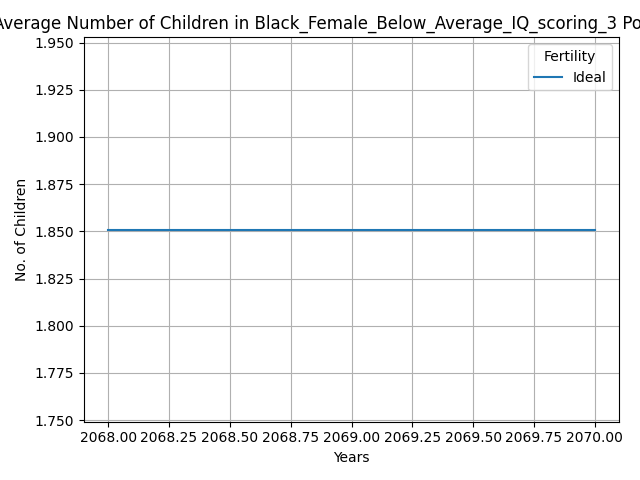 Average Number of Children in Black_Female_Below_Average_IQ_scoring_3 Po
1.950
1.925
1.900
1.875
1.850
1.825
1.800
1.775
1.750
No. of Children
Fertility
Ideal
2068.00 2068.25 2068.50 2068.75 2069.00 2069.25 2069.50 2069.75 2070.00
Years